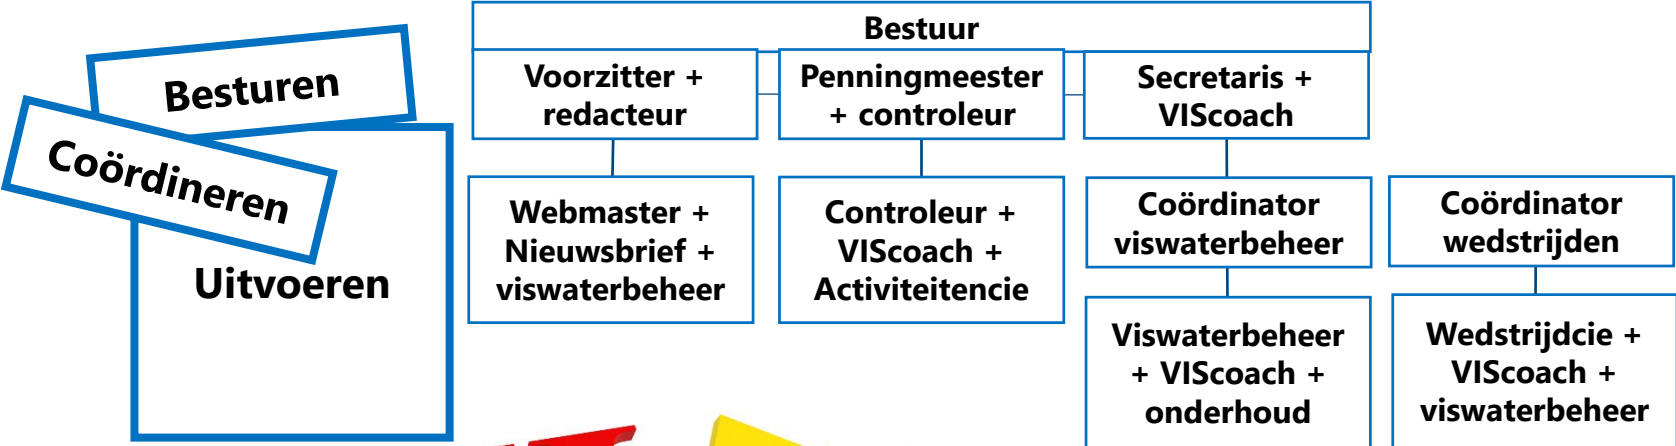 Besturen
Coördineren
Uitvoeren
Bestuur
Voorzitter +
redacteur
Penningmeester
+ controleur
Secretaris +
VIScoach
Webmaster +
Nieuwsbrief +
viswaterbeheer
Controleur +
VIScoach +
Activiteitencie
Coördinator
viswaterbeheer
Coördinator
wedstrijden
Viswaterbeheer
+ VIScoach +
onderhoud
Wedstrijdcie +
VIScoach +
viswaterbeheer